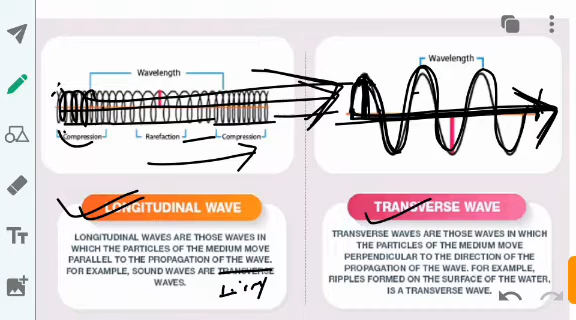 Wavelength
Compression
Rarefaction
Compression
LONGITUDINAL WAVE
LONGITUDINAL WAVES ARE THOSE WAVES IN
WHICH THE PARTICLES OF THE MEDIUM MOVE
PARALLEL TO THE PROPAGATION OF THE WAVE.
FOR EXAMPLE, SOUND WAVES ARE TRANSVERSE
WAVES.
Wavelength
TRANSVERSE WAVE
TRANSVERSE WAVES ARE THOSE WAVES IN WHICH
THE PARTICLES OF THE MEDIUM MOVE
PERPENDICULAR TO THE DIRECTION OF THE
PROPAGATION OF THE WAVE. FOR EXAMPLE,
RIPPLES FORMED ON THE SURFACE OF THE WATER,
IS A TRANSVERSE WAVE.
TT